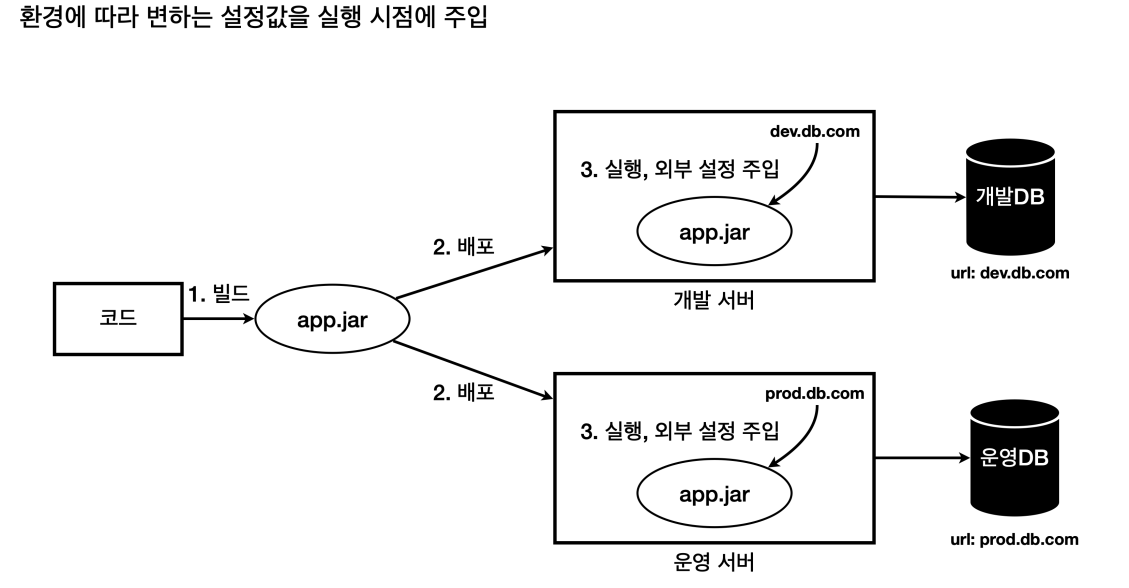 환경에 따라 변하는 설정값을 실행 시점에 주입
코드
1. 빌드
app.jar
2. 배포
2. 배포
dev.db.com
3. 실행, 외부 설정 주입
app.jar
개발 서버
개발DB
url: dev.db.com
prod.db.com
3. 실행, 외부 설정 주입
app.jar
운영 서버
운영DB
url: prod.db.com